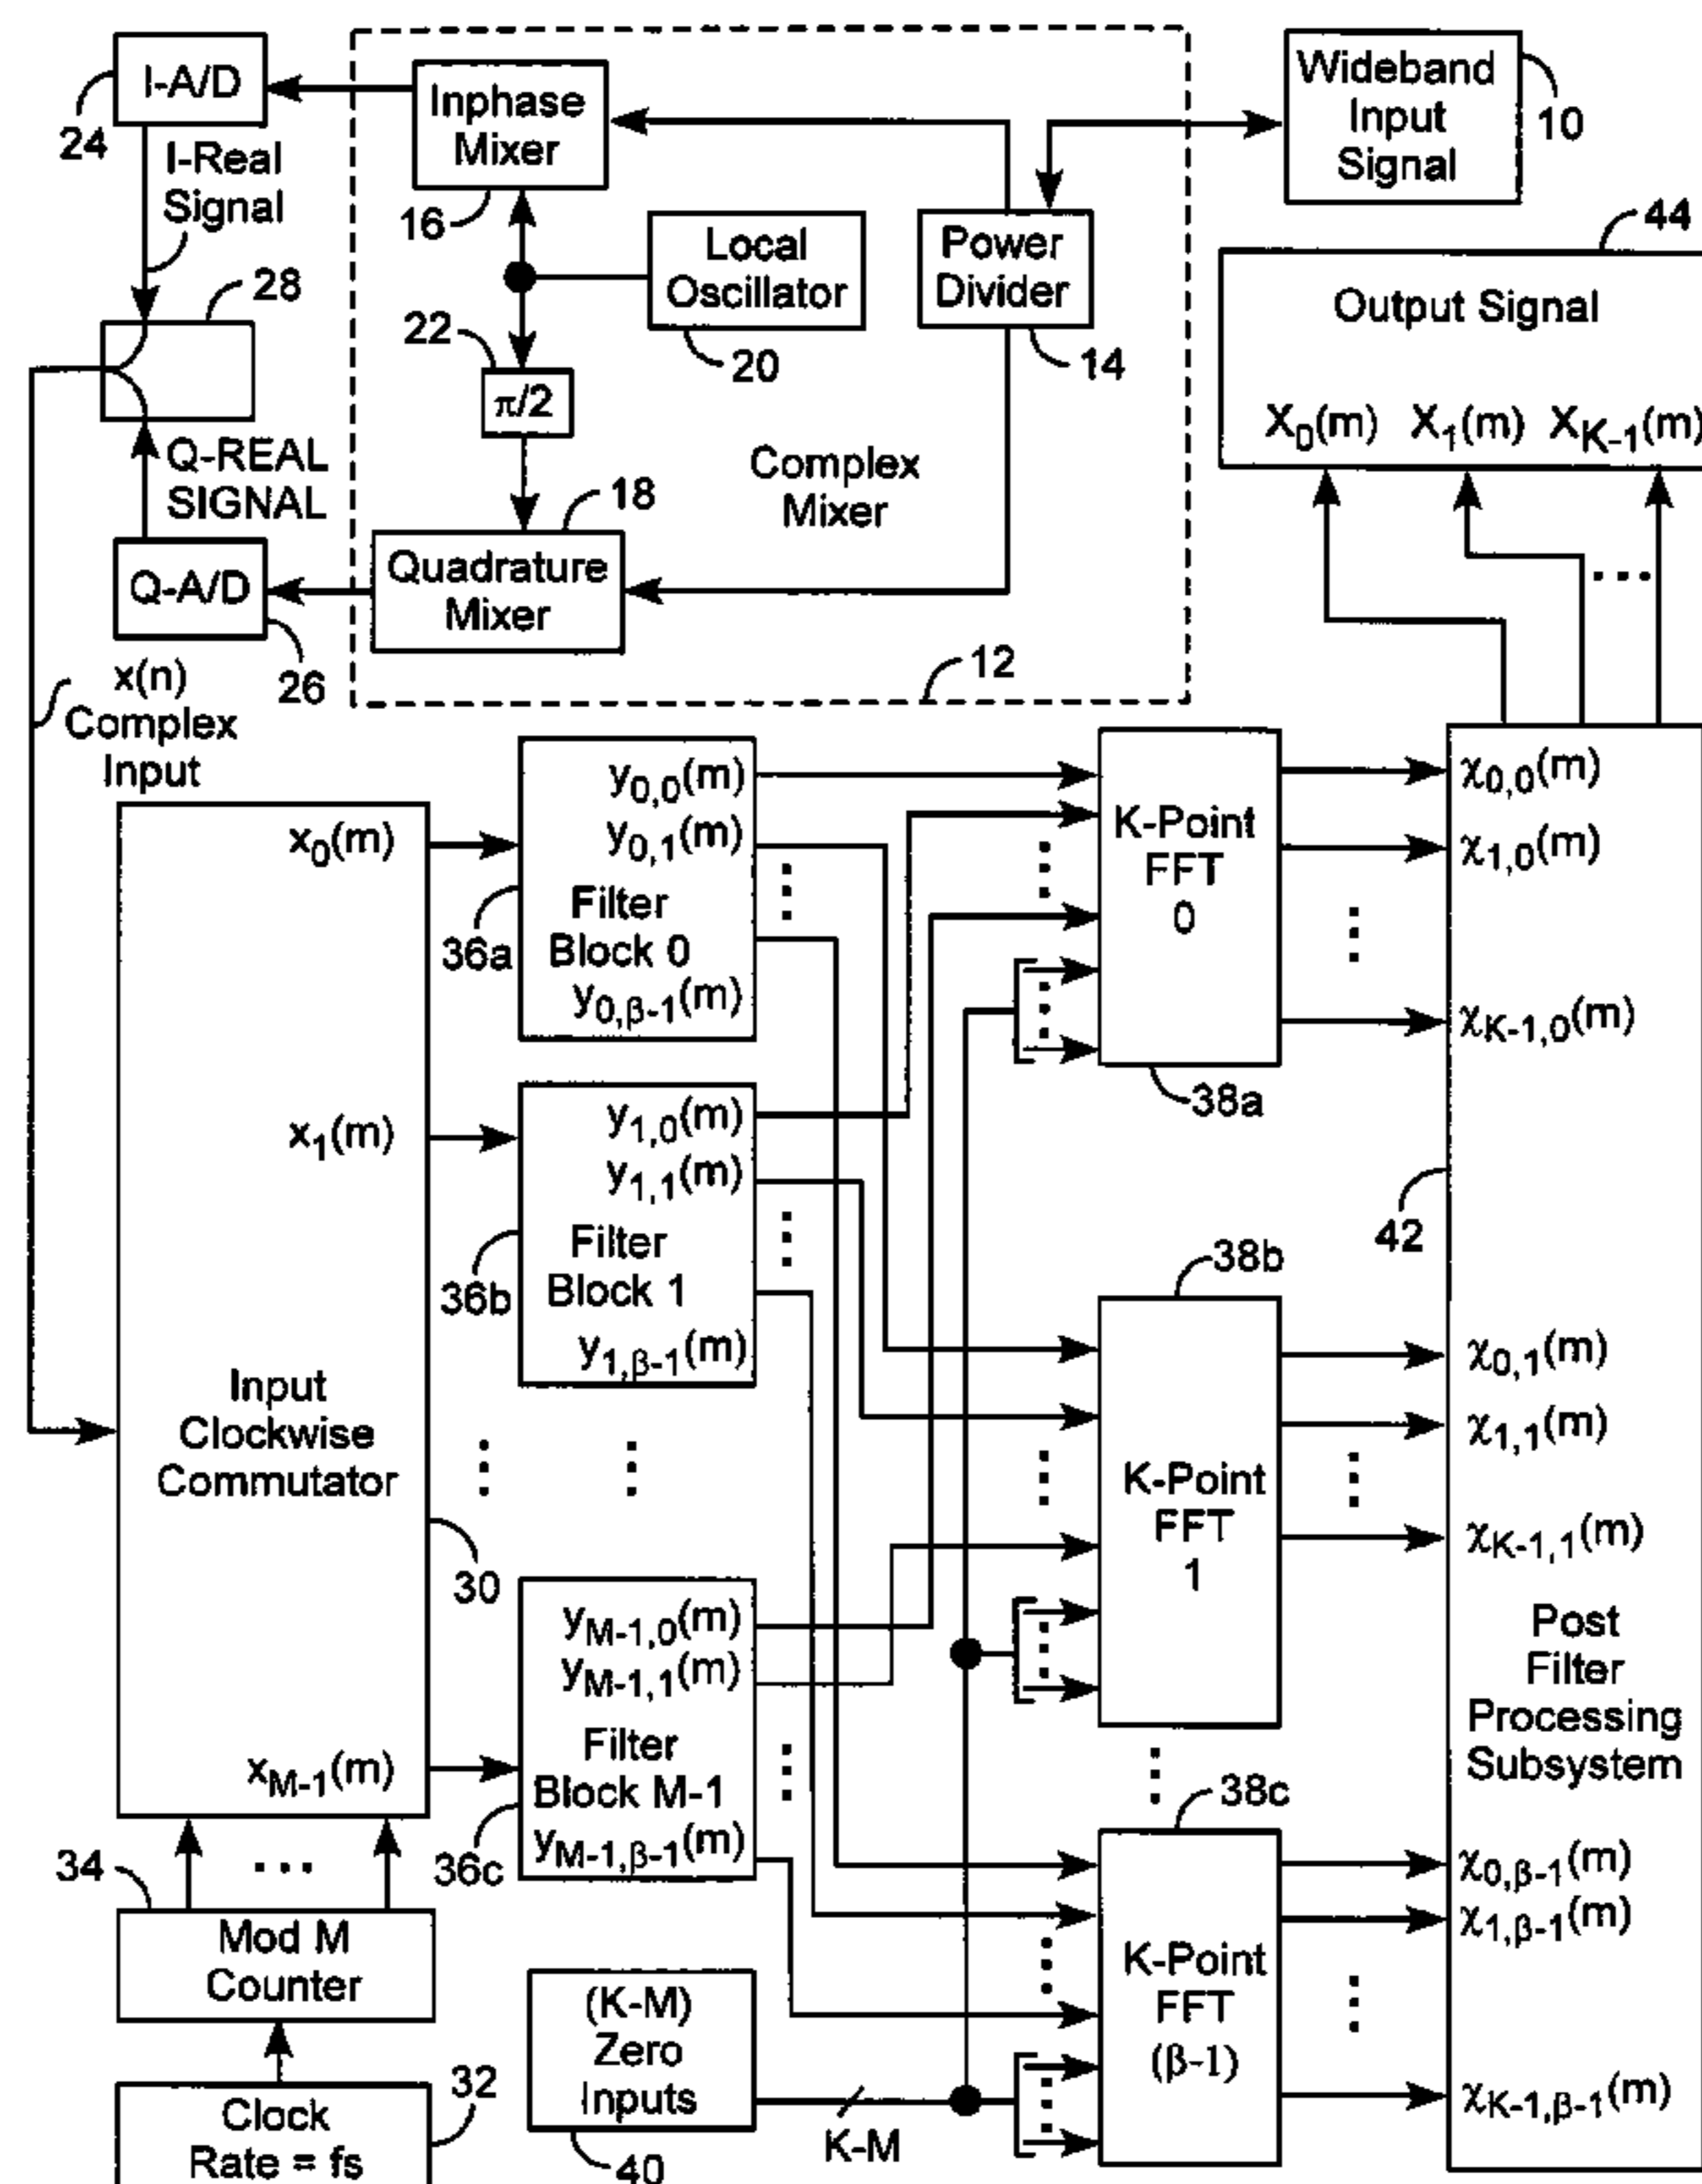 I-A/D
24
I-Real
Signal
28
Q-REAL
SIGNAL
Q-A/D
26
x(n)
Complex
Input
Inphase
Mixer
16
Local
Oscillator
20
22
π/2
Power
Divider
14
Complex
Mixer
18
Quadrature
Mixer
12
Wideband
Input
Signal
10
44
Output Signal
X0(m) X1(m) XK-1(m)
...
x0(m)
x1(m)
Input
Clockwise
Commutator
30
xM-1(m)
34
...
Mod M
Counter
32
Clock
Rate = fs
y0,0(m)
y0,1(m)
Filter
Block 0
y0,β-1(m)
36a
y1,0(m)
y1,1(m)
Filter
Block 1
y1,β-1(m)
36b
yM-1,0(m)
yM-1,1(m)
Filter
Block M-1
yM-1,β-1(m)
36c
(K-M)
Zero
Inputs
40
K-M
K-Point
FFT
0
38a
38b
K-Point
FFT
1
38c
K-Point
FFT
(β-1)
χ0,0(m)
χ1,0(m)
χK-1,0(m)
42
χ0,1(m)
χ1,1(m)
χK-1,1(m)
Post
Filter
Processing
Subsystem
χ0,β-1(m)
χ1,β-1(m)
χK-1,β-1(m)